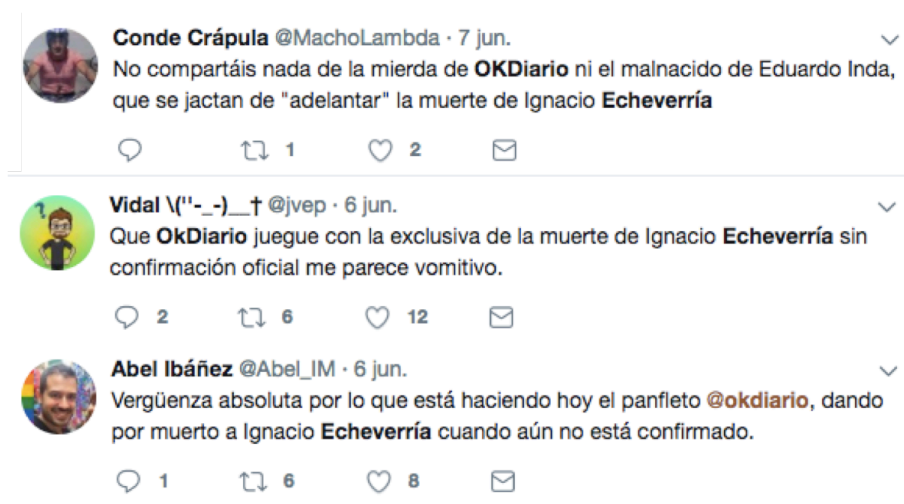 Conde Crápula @MachoLambda · 7 jun.
No compartáis nada de la mierda de OKDiario ni el malnacido de Eduardo Inda,
que se jactan de "adelantar" la muerte de Ignacio Echeverría
1 2
Vidal \(''-_-)__† @jvep · 6 jun.
Que OkDiario juegue con la exclusiva de la muerte de Ignacio Echeverría sin
confirmación oficial me parece vomitivo.
2 6 12
Abel Ibáñez @Abel_IM · 6 jun.
Vergüenza absoluta por lo que está haciendo hoy el panfleto @okdiario, dando
por muerto a Ignacio Echeverría cuando aún no está confirmado.
1 6 8